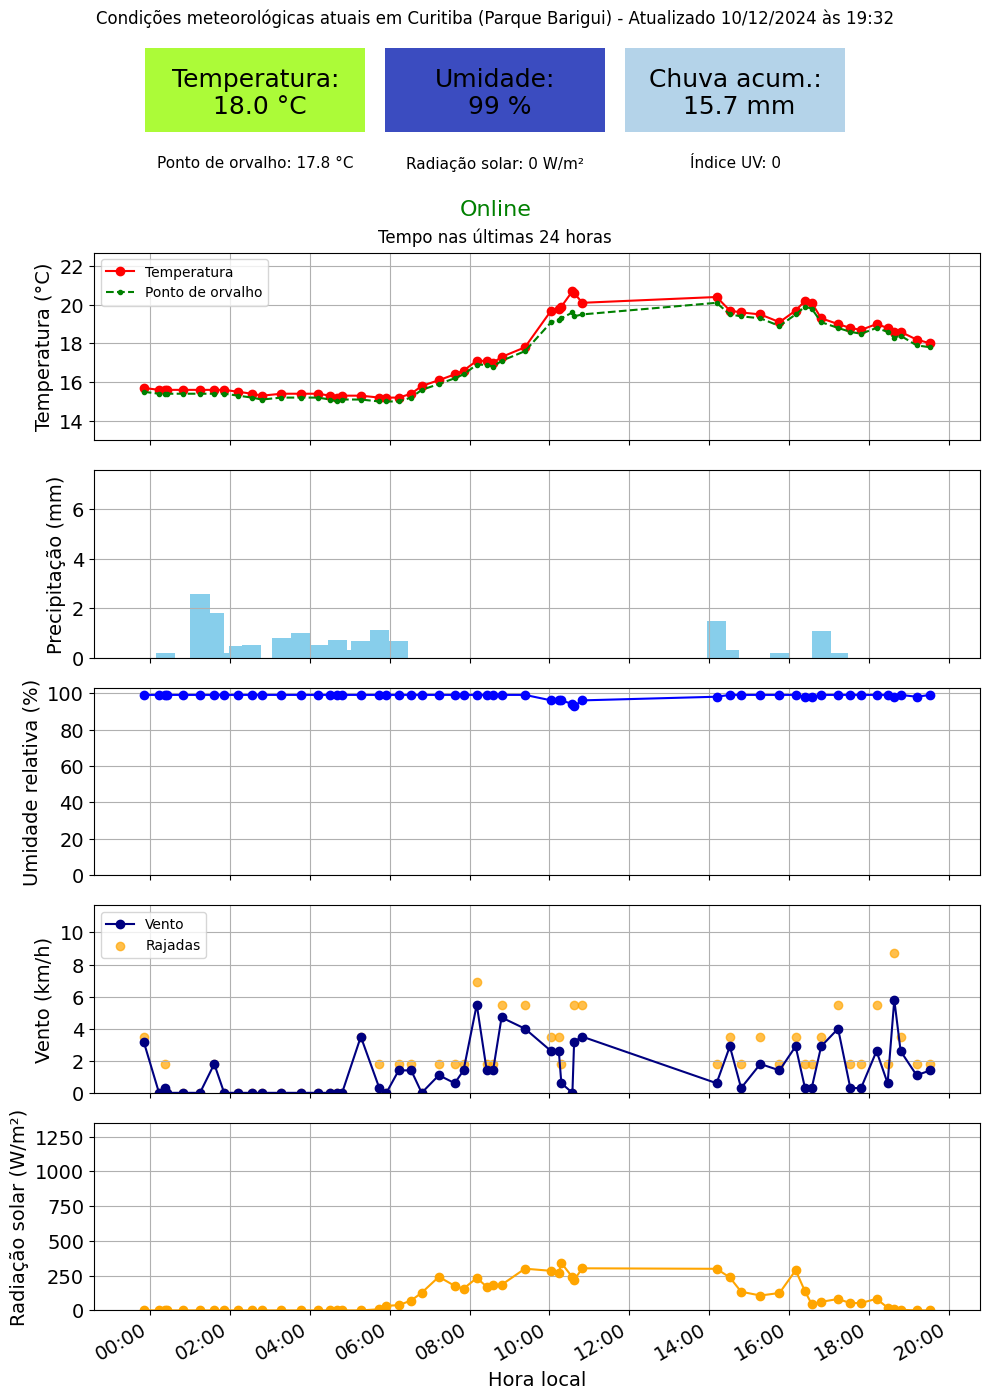 Condições meteorológicas atuais em Curitiba (Parque Barigui) - Atualizado 10/12/2024 às 19:32
Temperatura:
18.0 °C
Umidade:
99 %
Chuva acum.:
15.7 mm
Ponto de orvalho: 17.8 °C
Radiação solar: 0 W/m²
Índice UV: 0
Online
Tempo nas últimas 24 horas
Temperatura (°C)
22
20
18
16
14
Temperatura
Ponto de orvalho
Precipitação (mm)
6
4
2
0
Umidade relativa (%)
100
80
60
40
20
0
Vento (km/h)
10
8
6
4
2
0
Vento
Rajadas
Radiação solar (W/m²)
1250
1000
750
500
250
0
00:00
02:00
04:00
06:00
08:00
10:00
12:00
14:00
16:00
18:00
20:00
Hora local